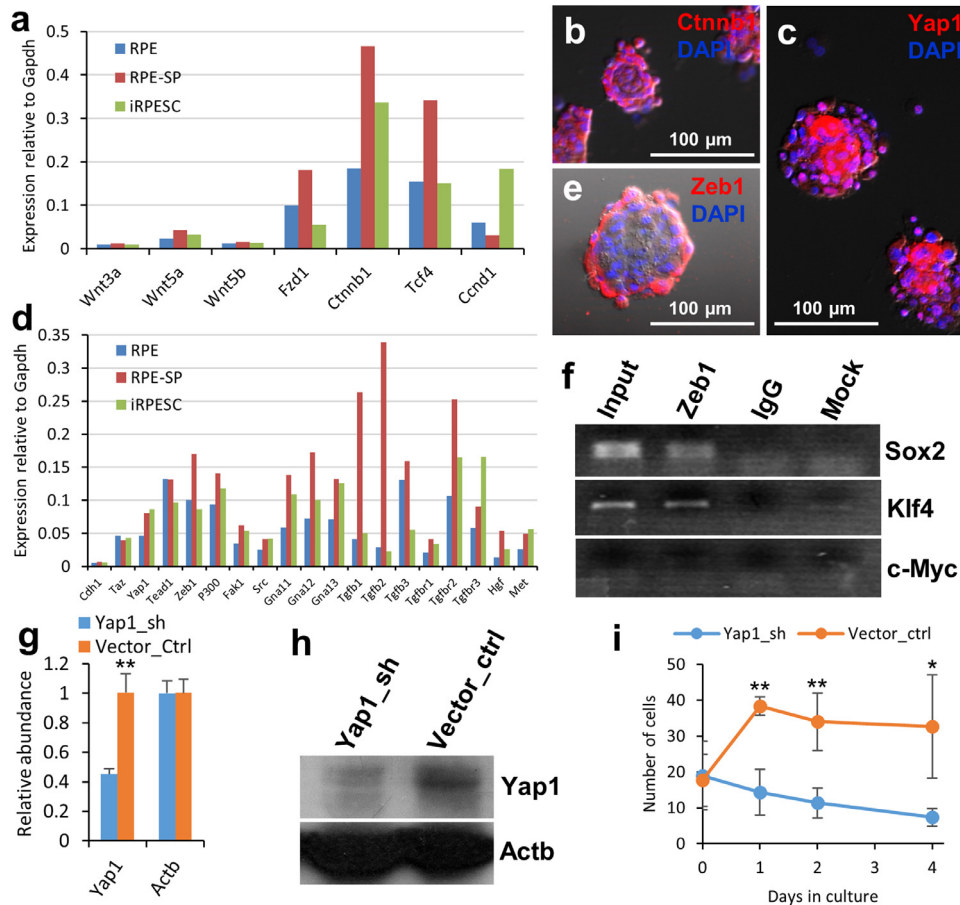 a
Expression relative to Gapdh
0.5
0.4
0.3
0.2
0.1
0
RPE
RPE-SP
iRPESC
Wnt3a
Wnt5a
Wnt5b
Fzd1
Ctnnb1
Tcf4
Ccnd1
b
Ctnnb1
DAPI
100 µm
c
Yap1
DAPI
100 µm
e
Zeb1
DAPI
100 µm
d
Expression relative to Gapdh
0.35
0.3
0.25
0.2
0.15
0.1
0.05
0
RPE
RPE-SP
iRPESC
Cdh1
Taz
Yap1
Tead1
Zeb1
P300
Fak1
Src
Gna11
Gna12
Gna13
Tgfb1
Tgfb2
Tgfb3
Tgfbr1
Tgfbr2
Tgfbr3
Hgf
Met
f
Input
Zeb1
IgG
Mock
Sox2
Klf4
c-Myc
g
Yap1_sh
Vector_Ctrl
Relative abundance
1.2
1
0.8
0.6
0.4
0.2
0
**
Yap1
Actb
h
Yap1_sh
Vector_ctrl
Yap1
Actb
i
Yap1_sh
Vector_ctrl
Number of cells
50
40
30
20
10
0
**
**
*
0
1
2
3
4
Days in culture